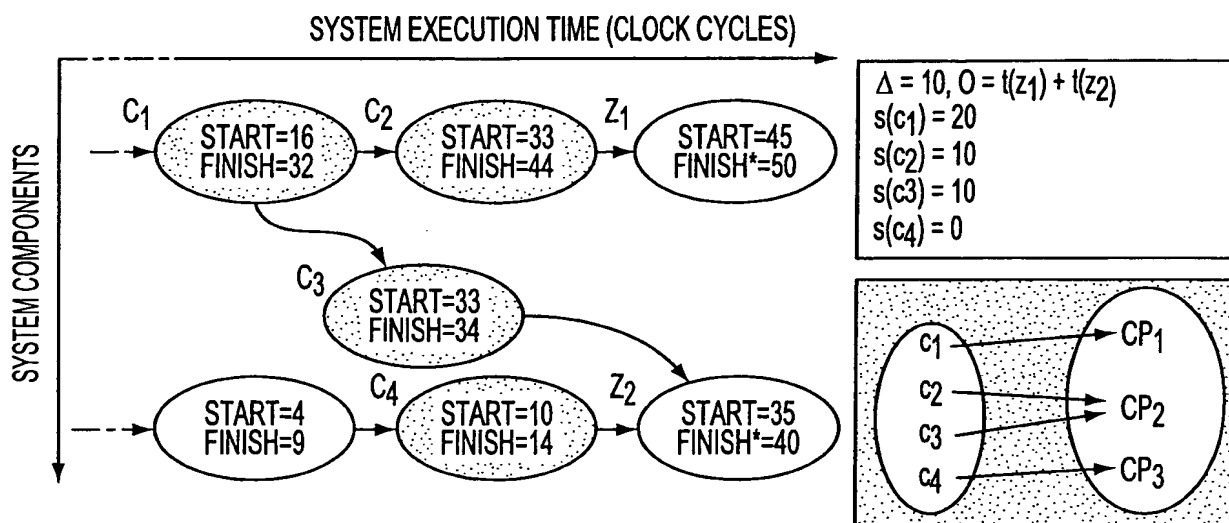 SYSTEM EXECUTION TIME (CLOCK CYCLES)
SYSTEM COMPONENTS
C1
START=16
FINISH=32
C2
START=33
FINISH=44
Z1
START=45
FINISH*=50
C3
START=33
FINISH=34
START=4
FINISH=9
C4
START=10
FINISH=14
Z2
START=35
FINISH*=40
Δ = 10, O = t(z1) + t(z2)
s(c1) = 20
s(c2) = 10
s(c3) = 10
s(c4) = 0
c1
c2
c3
c4
CP1
CP2
CP3